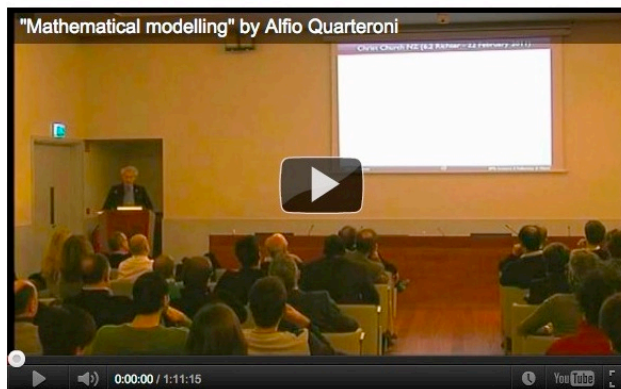 "Mathematical modelling" by Alfio Quarteroni
Christ Church NZ (6.2 Richter - 22 February 2011)
0:00:00 / 1:11:15
YouTube